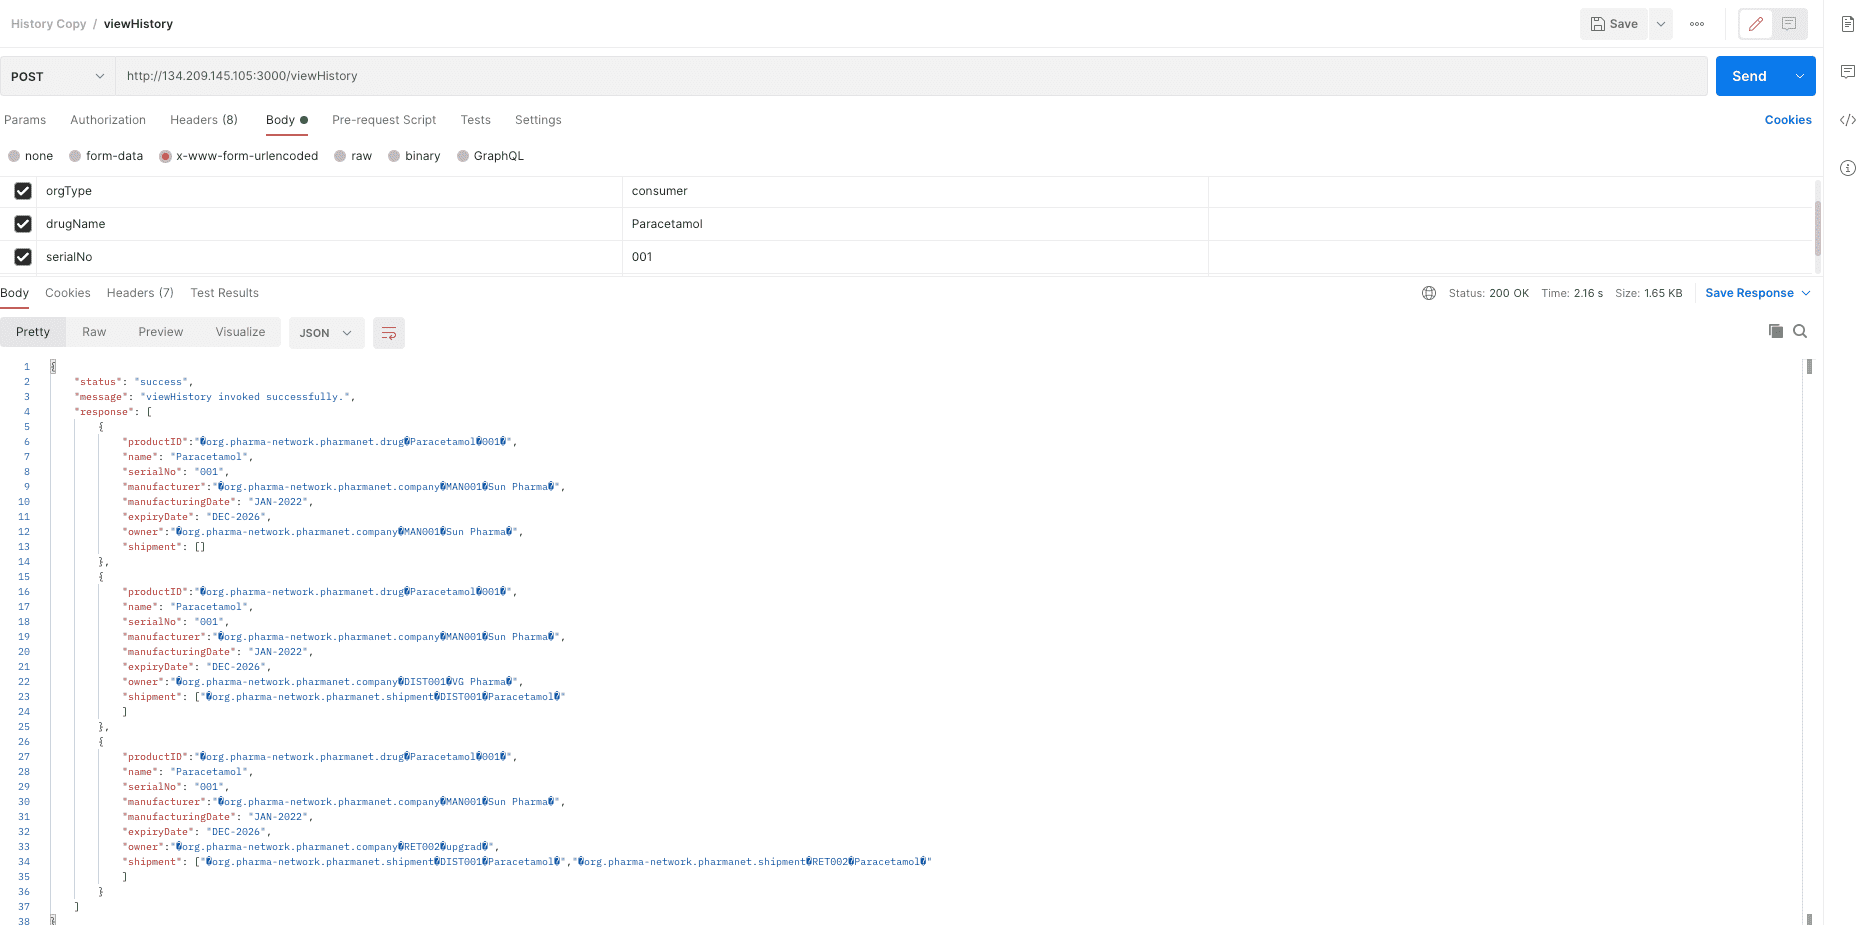 History Copy / viewHistory
Save
POST http://134.209.145.105:3000/viewHistory Send
Params Authorization Headers (8) Body Pre-request Script Tests Settings Cookies
none form-data x-www-form-urlencoded raw binary GraphQL
orgType consumer
drugName Paracetamol
serialNo 001
Body Cookies Headers (7) Test Results Status: 200 OK Time: 2.16 s Size: 1.65 KB Save Response
Pretty Raw Preview Visualize JSON
1 {
2 "status": "success",
3 "message": "viewHistory invoked successfully.",
4 "response": [
5 {
6 "productID":"�org.pharma-network.pharmanet.drug�Paracetamol�001�",
7 "name": "Paracetamol",
8 "serialNo": "001",
9 "manufacturer":"�org.pharma-network.pharmanet.company�MAN001�Sun Pharma�",
10 "manufacturingDate": "JAN-2022",
11 "expiryDate": "DEC-2026",
12 "owner":"�org.pharma-network.pharmanet.company�MAN001�Sun Pharma�",
13 "shipment": []
14 },
15 {
16 "productID":"�org.pharma-network.pharmanet.drug�Paracetamol�001�",
17 "name": "Paracetamol",
18 "serialNo": "001",
19 "manufacturer":"�org.pharma-network.pharmanet.company�MAN001�Sun Pharma�",
20 "manufacturingDate": "JAN-2022",
21 "expiryDate": "DEC-2026",
22 "owner":"�org.pharma-network.pharmanet.company�DIST001�VG Pharma�",
23 "shipment": ["�org.pharma-network.pharmanet.shipment�DIST001�Paracetamol�"
24 ]
25 },
26 {
27 "productID":"�org.pharma-network.pharmanet.drug�Paracetamol�001�",
28 "name": "Paracetamol",
29 "serialNo": "001",
30 "manufacturer":"�org.pharma-network.pharmanet.company�MAN001�Sun Pharma�",
31 "manufacturingDate": "JAN-2022",
32 "expiryDate": "DEC-2026",
33 "owner":"�org.pharma-network.pharmanet.company�RET002�upgrad�",
34 "shipment": ["�org.pharma-network.pharmanet.shipment�DIST001�Paracetamol�","�org.pharma-network.pharmanet.shipment�RET002�Paracetamol�"
35 ]
36 }
37 ]
38 }